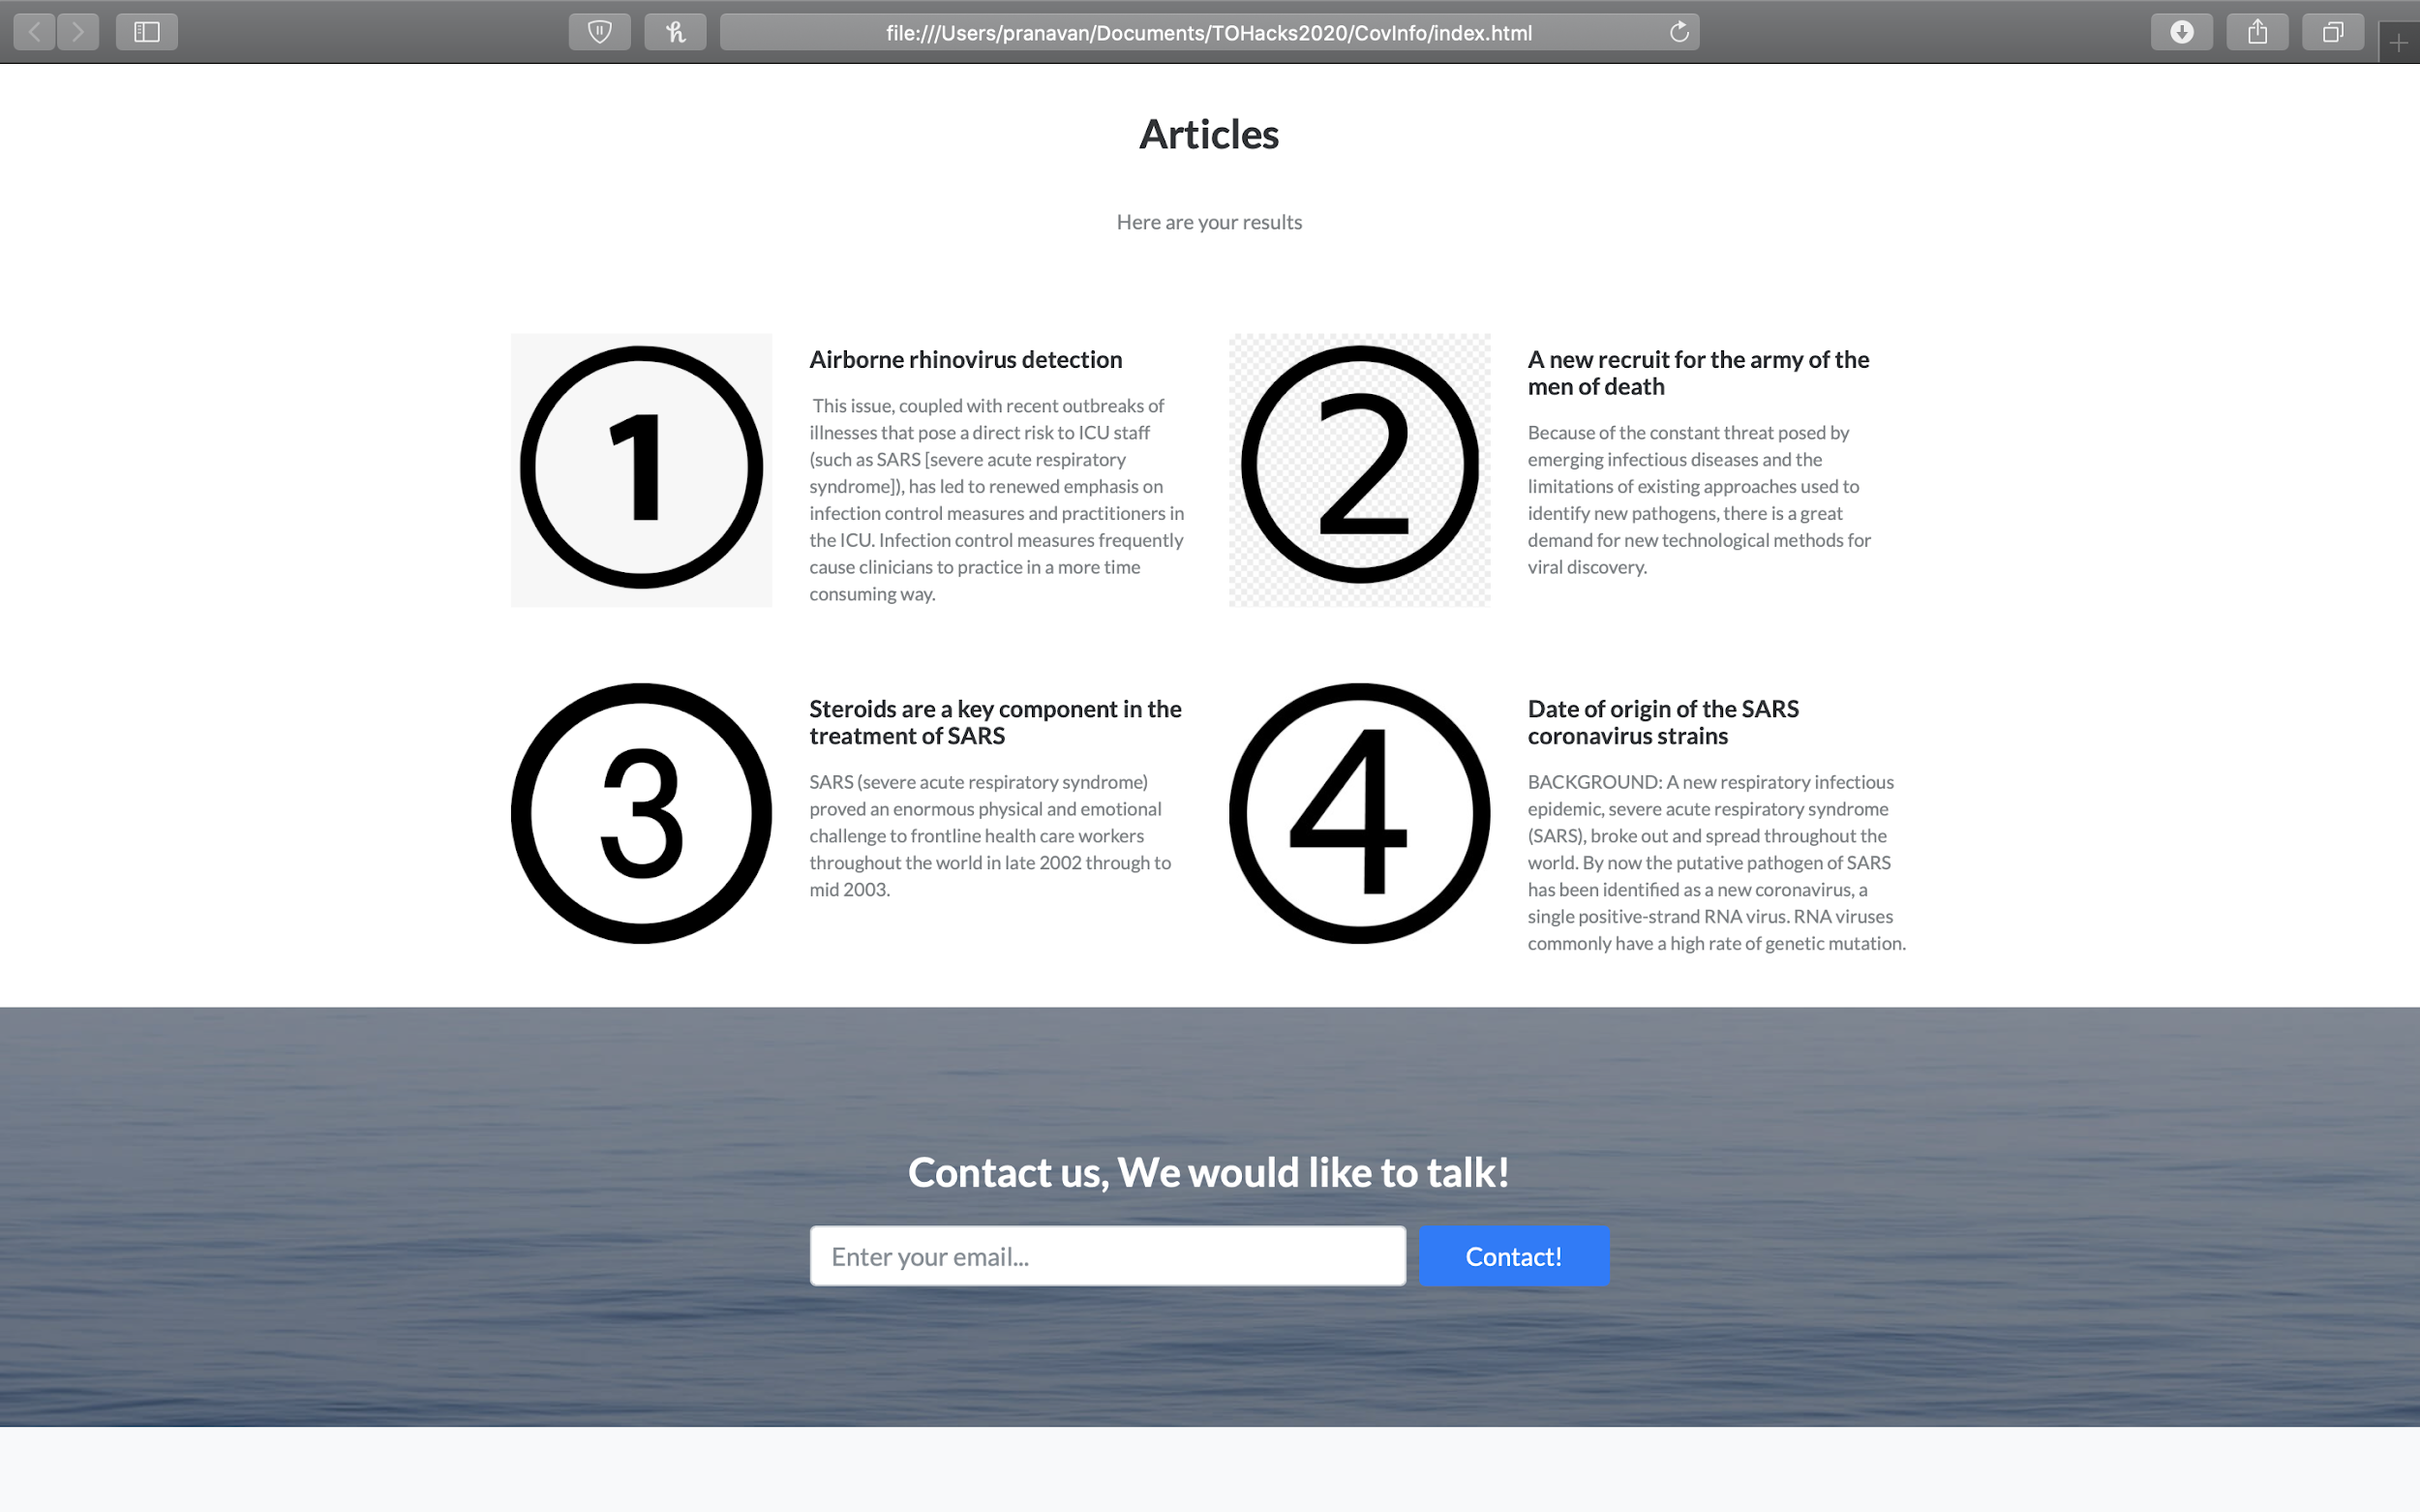 file:///Users/pranavan/Documents/TOHacks2020/CovInfo/index.html
Articles
Here are your results
1
Airborne rhinovirus detection
This issue, coupled with recent outbreaks of
illnesses that pose a direct risk to ICU staff
(such as SARS [severe acute respiratory
syndrome]), has led to renewed emphasis on
infection control measures and practitioners in
the ICU. Infection control measures frequently
cause clinicians to practice in a more time
consuming way.
2
A new recruit for the army of the
men of death
Because of the constant threat posed by
emerging infectious diseases and the
limitations of existing approaches used to
identify new pathogens, there is a great
demand for new technological methods for
viral discovery.
3
Steroids are a key component in the
treatment of SARS
SARS (severe acute respiratory syndrome)
proved an enormous physical and emotional
challenge to frontline health care workers
throughout the world in late 2002 through to
mid 2003.
4
Date of origin of the SARS
coronavirus strains
BACKGROUND: A new respiratory infectious
epidemic, severe acute respiratory syndrome
(SARS), broke out and spread throughout the
world. By now the putative pathogen of SARS
has been identified as a new coronavirus, a
single positive-strand RNA virus. RNA viruses
commonly have a high rate of genetic mutation.
Contact us, We would like to talk!
Enter your email...
Contact!